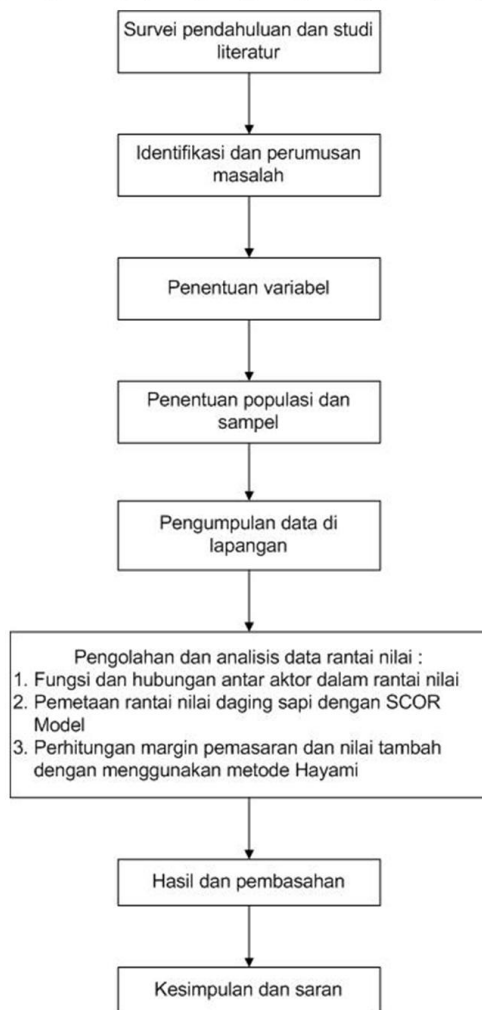 Survei pendahuluan dan studi
literatur
Identifikasi dan perumusan
masalah
Penentuan variabel
Penentuan populasi dan
sampel
Pengumpulan data di
lapangan
Pengolahan dan analisis data rantai nilai :
1. Fungsi dan hubungan antar aktor dalam rantai nilai
2. Pemetaan rantai nilai daging sapi dengan SCOR
Model
3. Perhitungan margin pemasaran dan nilai tambah
dengan menggunakan metode Hayami
Hasil dan pembasahan
Kesimpulan dan saran